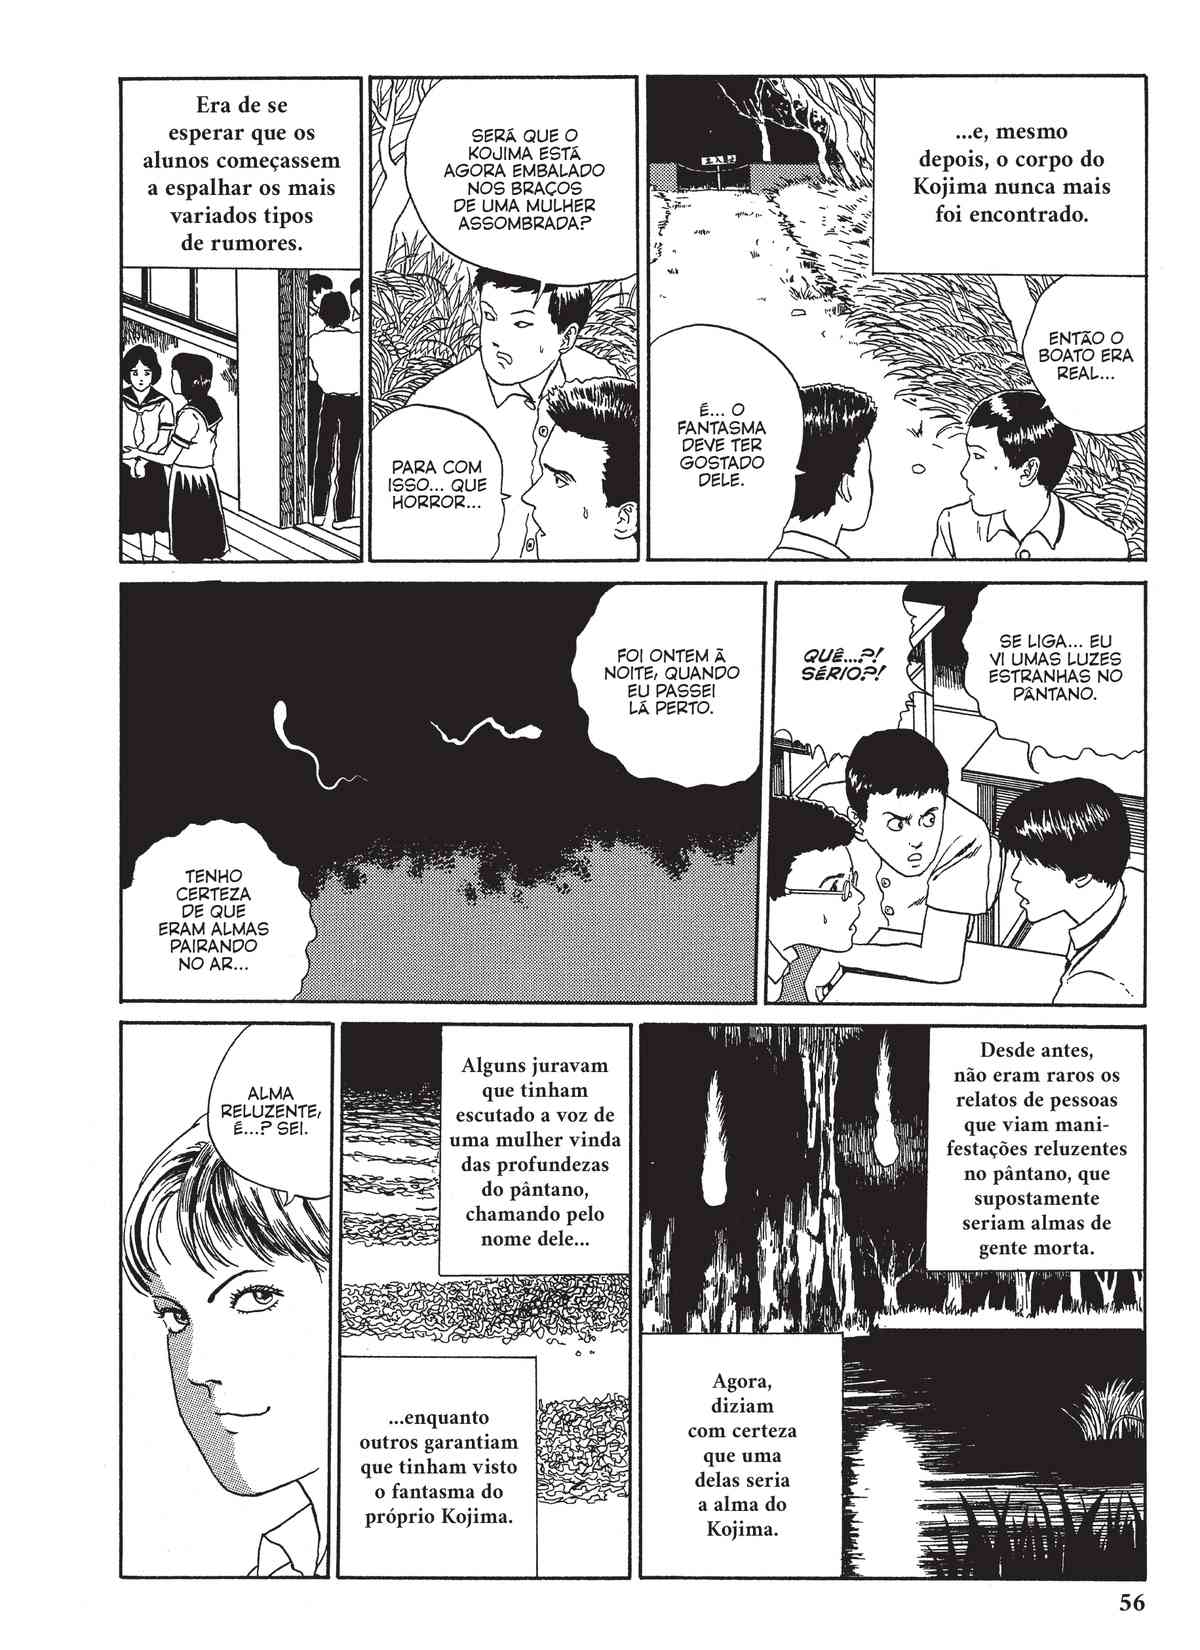 ...e, mesmo
depois, o corpo do
Kojima nunca mais
foi encontrado.
ENTÃO O
BOATO ERA
REAL...
É... O
FANTASMA
DEVE TER
GOSTADO
DELE.
SERÁ QUE O
KOJIMA ESTÁ
AGORA EMBALADO
NOS BRAÇOS
DE UMA MULHER
ASSOMBRADA?
PARA COM
ISSO... QUE
HORROR...
Era de se
esperar que os
alunos começassem
a espalhar os mais
variados tipos
de rumores.
SE LIGA... EU
VI UMAS LUZES
ESTRANHAS NO
PÂNTANO.
QUÊ...?!
SÉRIO?!
FOI ONTEM À
NOITE, QUANDO
EU PASSEI
LÁ PERTO.
TENHO
CERTEZA
DE QUE
ERAM ALMAS
PAIRANDO
NO AR...
Desde antes,
não eram raros os
relatos de pessoas
que viam mani-
festações reluzentes
no pântano, que
supostamente
seriam almas de
gente morta.
Agora,
diziam
com certeza
que uma
delas seria
a alma do
Kojima.
Alguns juravam
que tinham
escutado a voz de
uma mulher vinda
das profundezas
do pântano,
chamando pelo
nome dele...
...enquanto
outros garantiam
que tinham visto
o fantasma do
próprio Kojima.
ALMA
RELUZENTE,
É...? SEI.
56